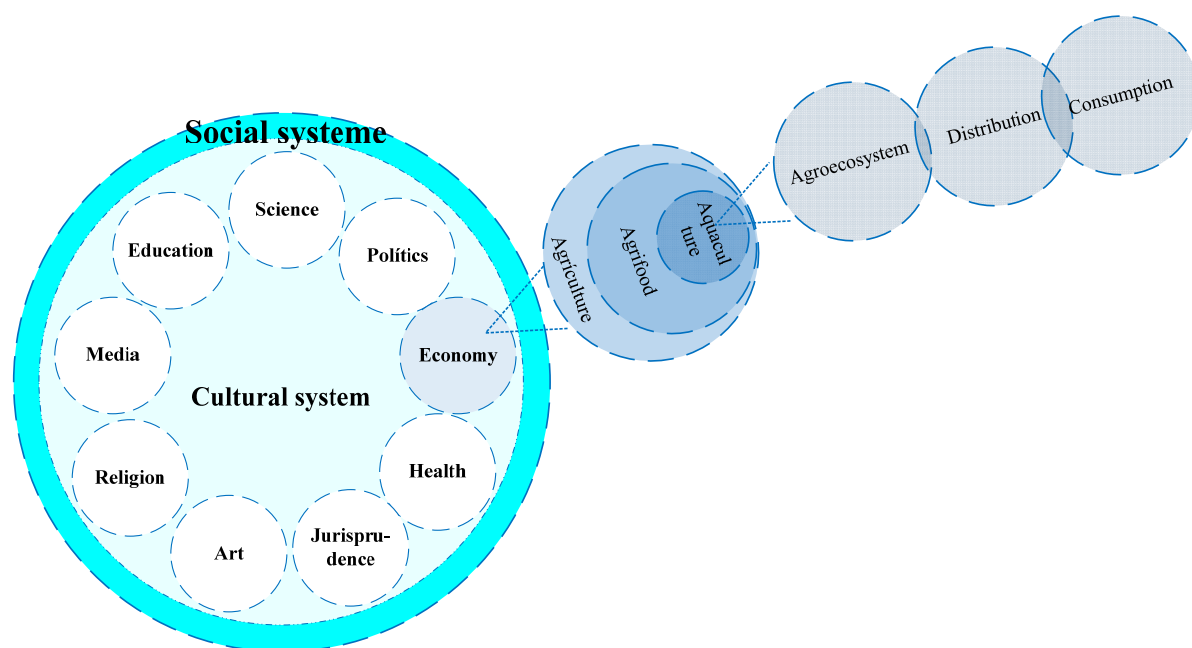 Social systeme
Science
Education
Polítics
Media
Economy
Cultural system
Religion
Health
Art
Jurispru-
dence
Agriculture
Agrifood
Aquacul
ture
Agroecosystem
Distribution
Consumption